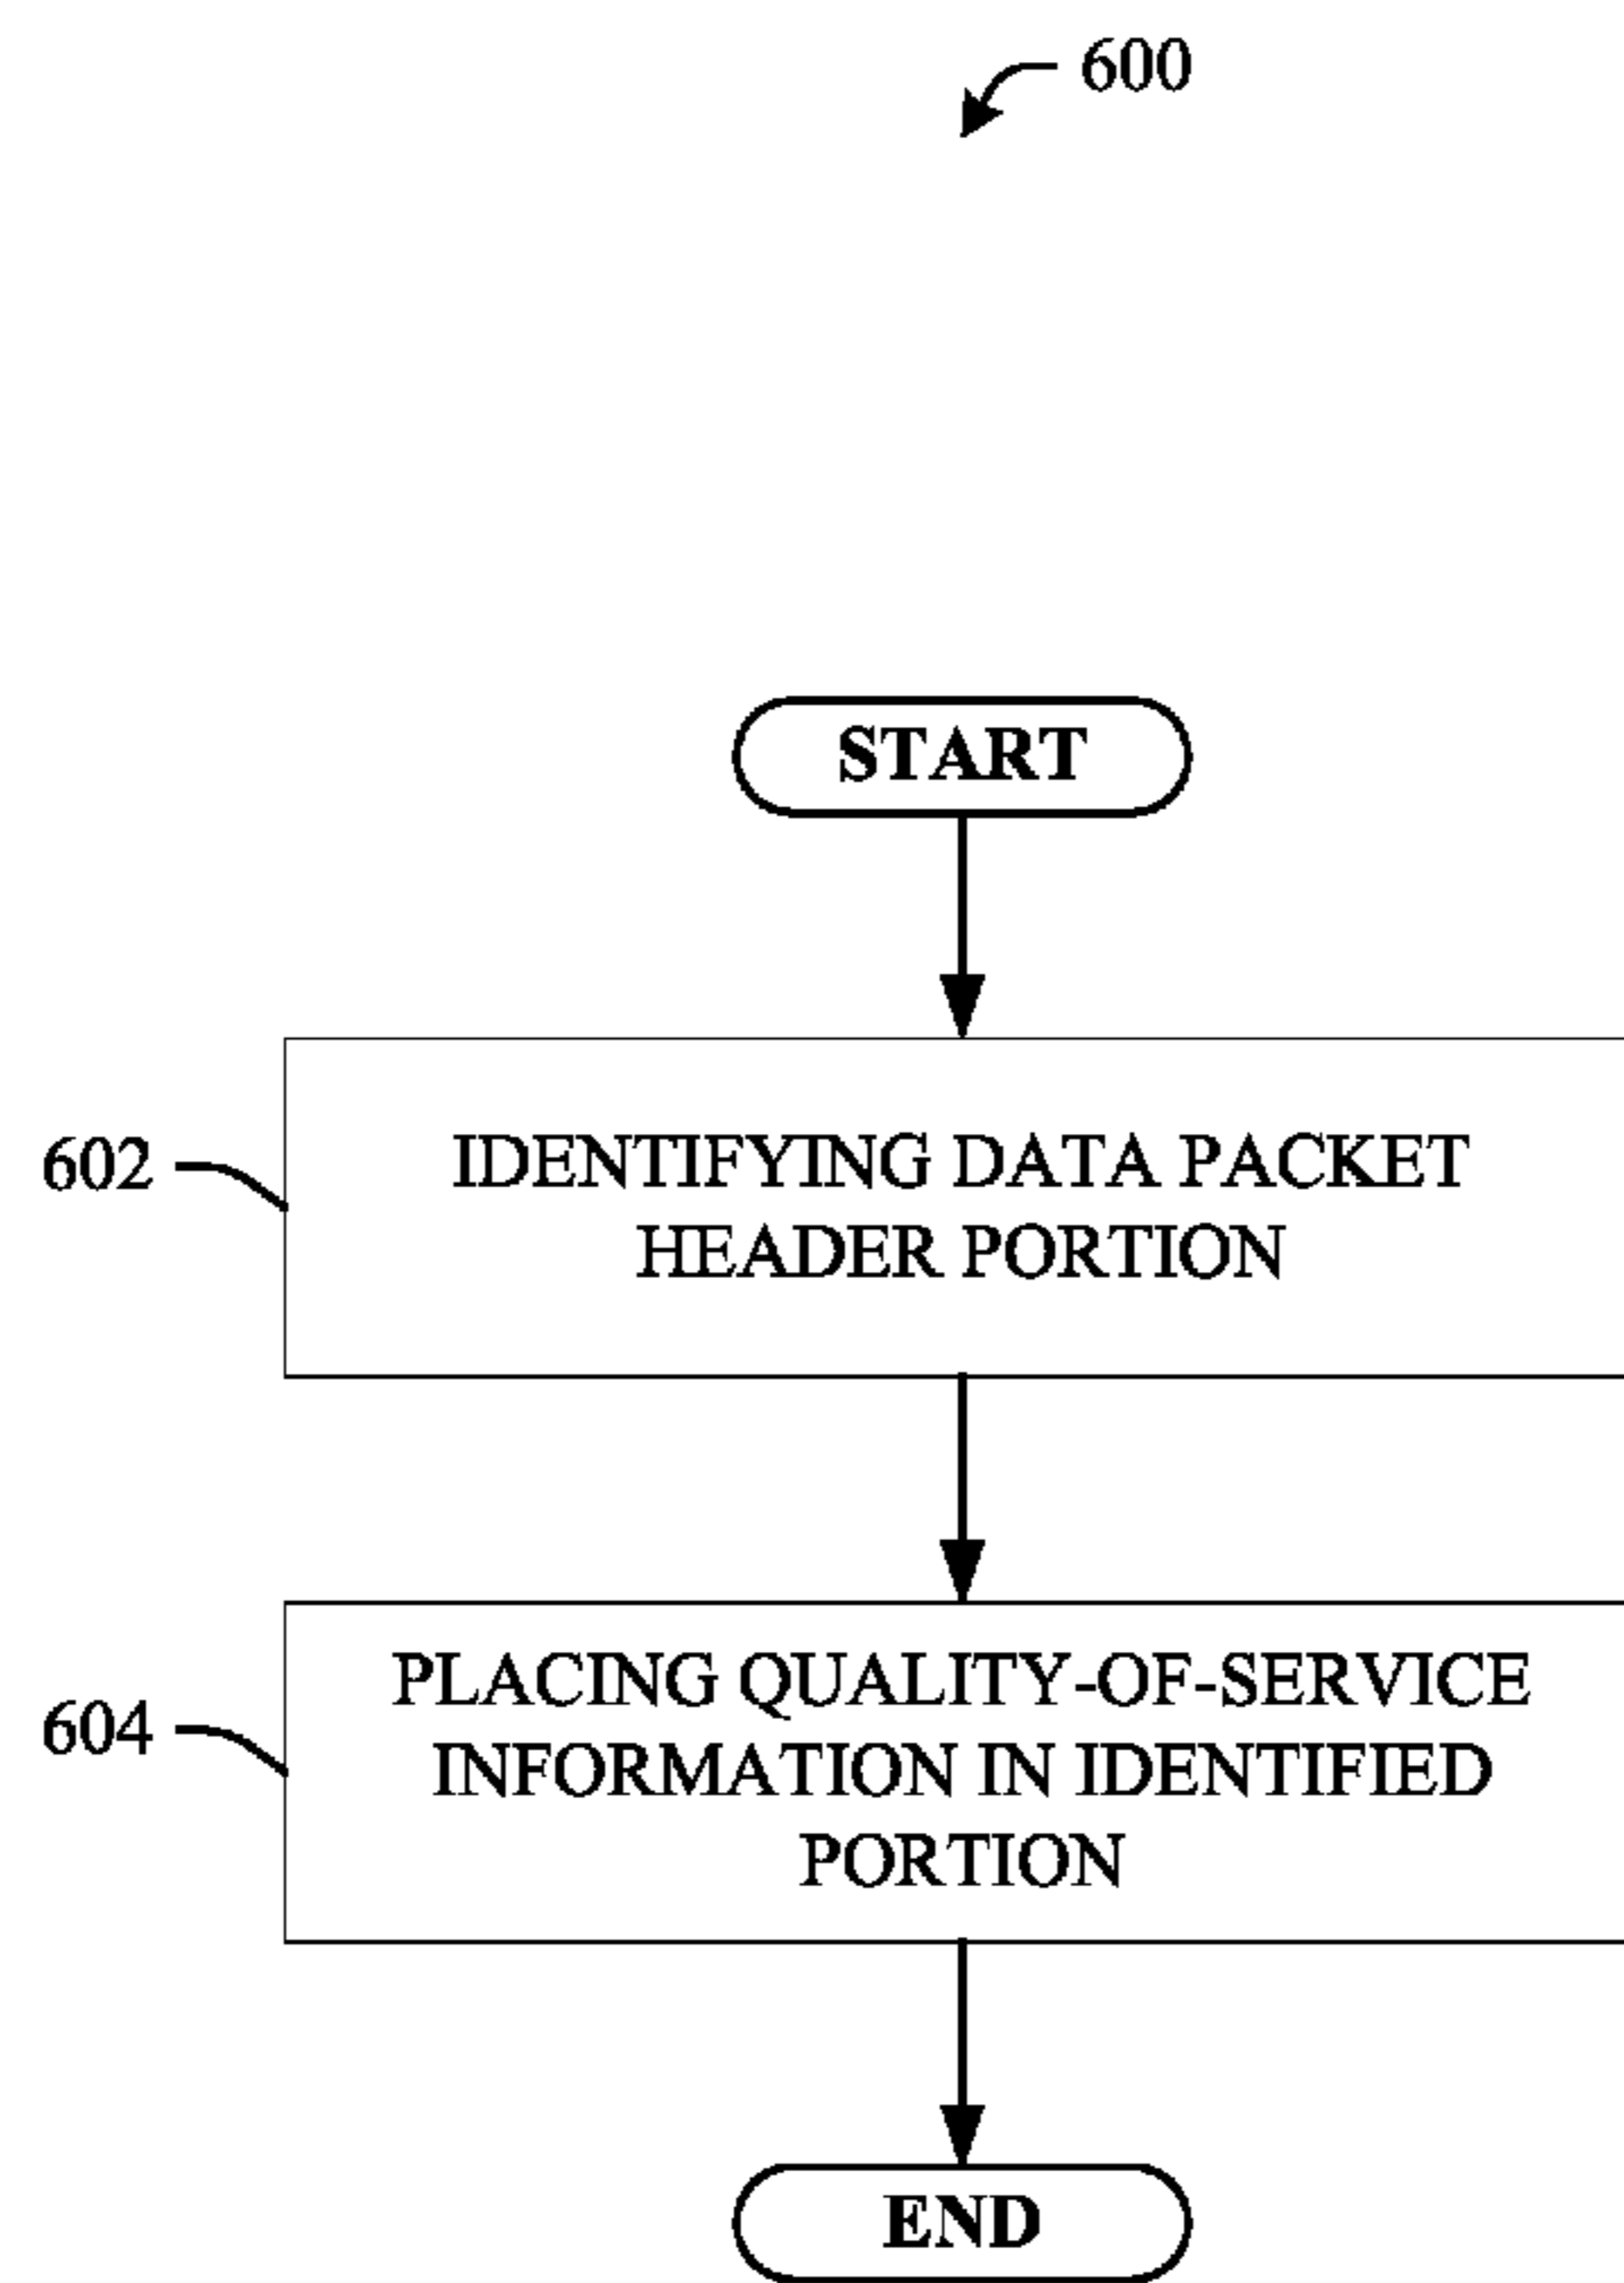 600
START
602
IDENTIFYING DATA PACKET
HEADER PORTION
604
PLACING QUALITY-OF-SERVICE
INFORMATION IN IDENTIFIED
PORTION
END